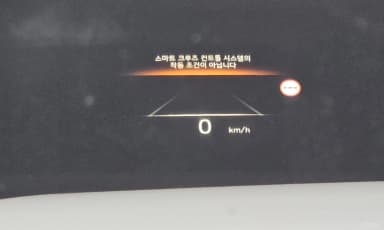 스마트 크루즈 컨트롤 시스템의
작동 조건이 아닙니다
0 km/h